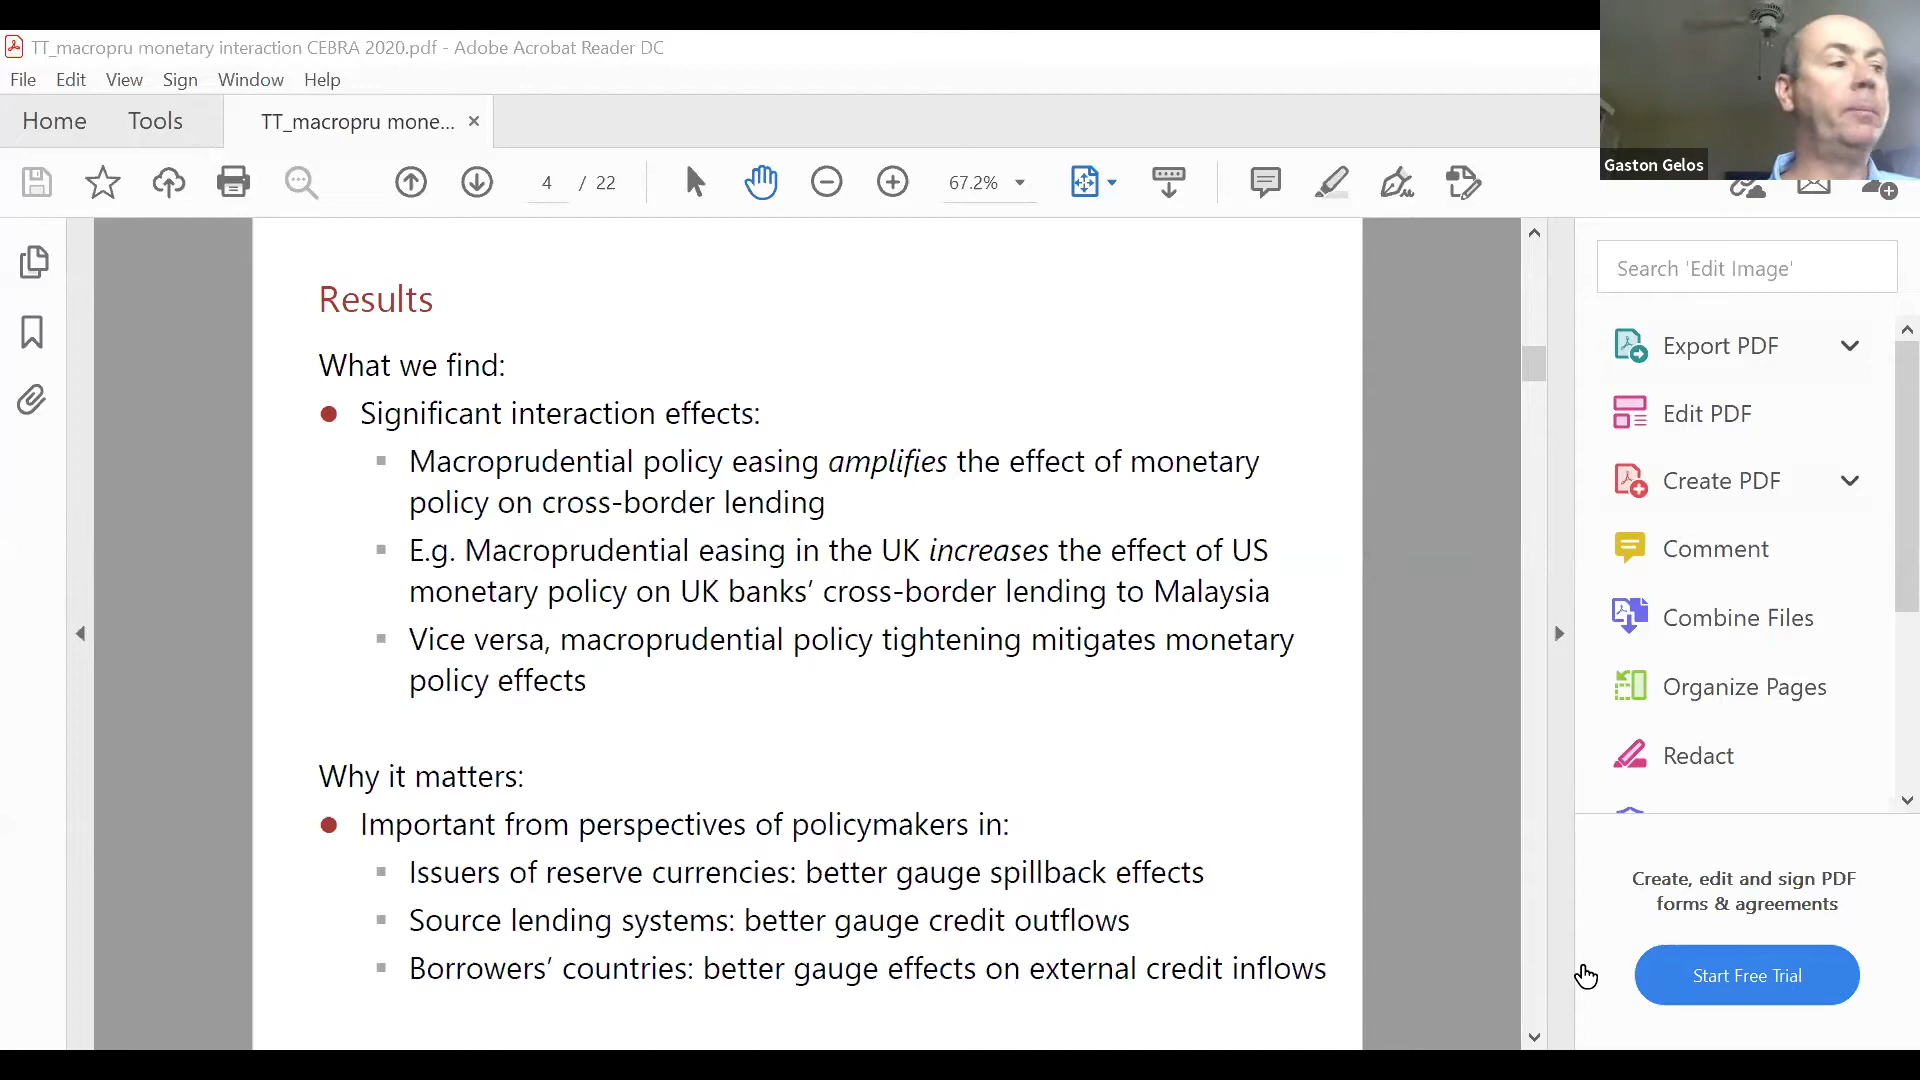 TT_macropru monetary interaction CEBRA 2020.pdf - Adobe Acrobat Reader DC
File Edit View Sign Window Help
Home Tools TT_macropru mone... ×
4 / 22 67.2%
Gaston Gelos
Results
What we find:
Significant interaction effects:
Macroprudential policy easing amplifies the effect of monetary
policy on cross-border lending
E.g. Macroprudential easing in the UK increases the effect of US
monetary policy on UK banks’ cross-border lending to Malaysia
Vice versa, macroprudential policy tightening mitigates monetary
policy effects
Why it matters:
Important from perspectives of policymakers in:
Issuers of reserve currencies: better gauge spillback effects
Source lending systems: better gauge credit outflows
Borrowers’ countries: better gauge effects on external credit inflows
Search 'Edit Image'
Export PDF
Edit PDF
Create PDF
Comment
Combine Files
Organize Pages
Redact
Create, edit and sign PDF
forms & agreements
Start Free Trial